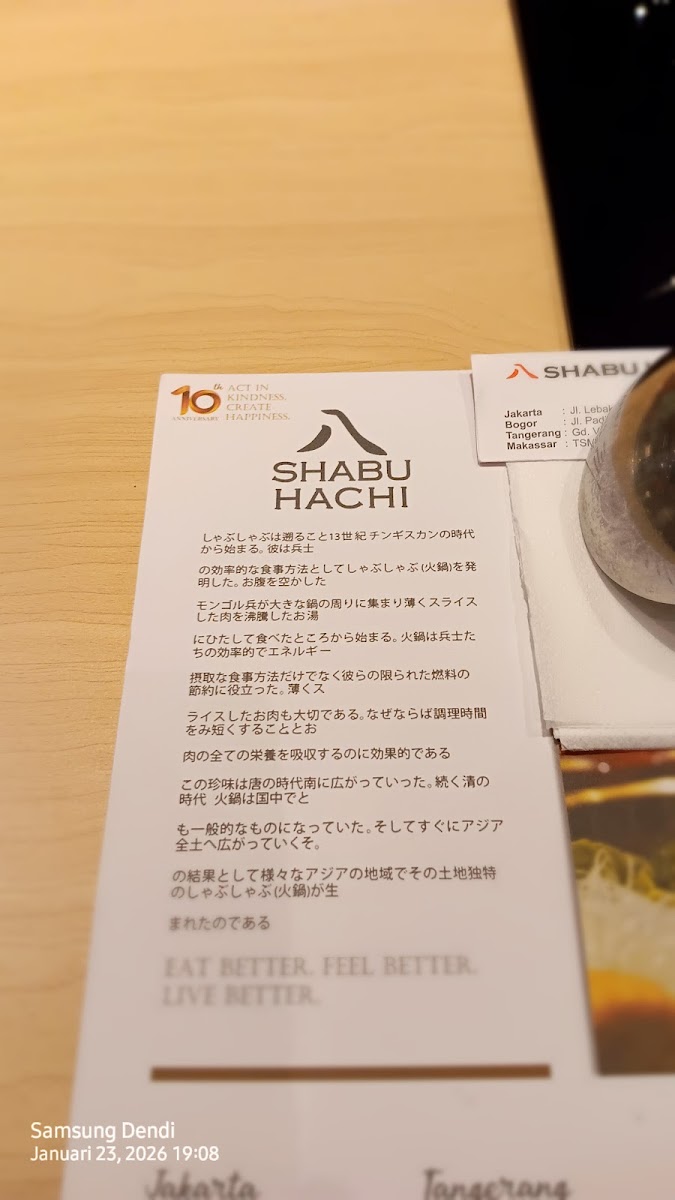 10th
ANNIVERSARY
ACT IN
KINDNESS.
CREATE
HAPPINESS.
SHABU
HACHI
しゃぶしゃぶは遡ること13世紀 チンギスカンの時代
から始まる。彼は兵士
の効率的な食事方法としてしゃぶしゃぶ (火鍋)を発
明した。お腹を空かした
モンゴル兵が大きな鍋の周りに集まり薄くスライス
した肉を沸騰したお湯
にひたして食べたところから始まる。火鍋は兵士た
ちの効率的でエネルギー
摂取な食事方法だけでなく彼らの限られた燃料の
節約に役立った。薄くス
ライスしたお肉も大切である。なぜならば調理時間
をみ短くすることとお
肉の全ての栄養を吸収するのに効果的である
この珍味は唐の時代南に広がっていった。続く清の
時代 火鍋は国中でと
も一般的なものになっていた。そしてすぐにアジア
全土へ広がっていくそ。
の結果として様々なアジアの地域でその土地独特
のしゃぶしゃぶ(火鍋)が生
まれたのである
EAT BETTER. FEEL BETTER.
LIVE BETTER.
Jakarta
Tangerang
八 SHABU
Jakarta : Jl. Lebak
Bogor : Jl.
Tangerang : Gd.
Makassar :
Samsung Dendi
Januari 23, 2026 19:08